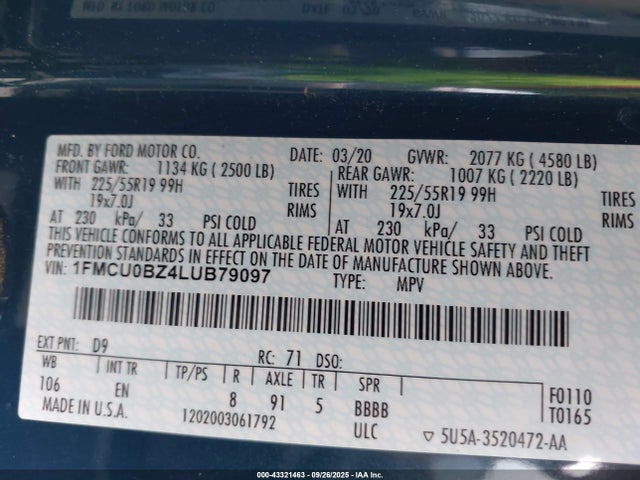 MFD. BY FORD MOTOR CO. DATE: 03/20 GVWR: 2077 KG ( 4580 LB)
FRONT GAWR: 1134 KG ( 2500 LB) REAR GAWR: 1007 KG ( 2220 LB)
WITH 225/55R19 99H TIRES WITH 225/55R19 99H TIRES
19x7.0J RIMS 19x7.0J RIMS
AT 230 kPa/ 33 PSI COLD AT 230 kPa/ 33 PSI COLD
THIS VEHICLE CONFORMS TO ALL APPLICABLE FEDERAL MOTOR VEHICLE SAFETY AND THEFT
PREVENTION STANDARDS IN EFFECT ON THE DATE OF MANUFACTURE SHOWN ABOVE.
VIN: 1FMCU0BZ4LUB79097 TYPE: MPV
EXT PNT: D9 RC: 71 DSO:
WB INT TR TP/PS R AXLE TR SPR F0110
106 EN 8 91 5 BBBB T0165
MADE IN U.S.A. 1202003061792 ULC 5U5A-3520472-AA
000-43321463 09/26/2025 - IAA, Inc.